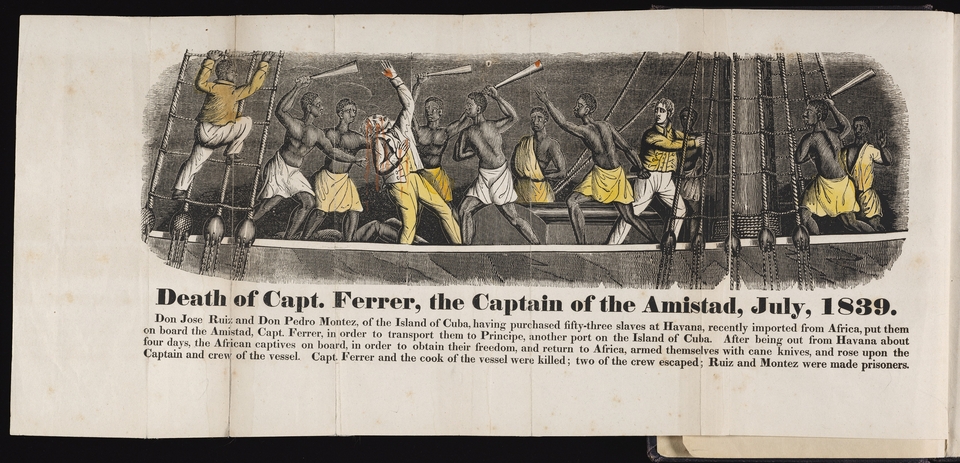 Death of Capt. Ferrer, the Captain of the Amistad, July, 1839.
Don Jose Ruiz and Don Pedro Montez, of the Island of Cuba, having purchased fifty-three slaves at Havana, recently imported from Africa, put them
on board the Amistad, Capt. Ferrer, in order to transport them to Principe, another port on the Island of Cuba. After being out from Havana about
four days, the African captives on board, in order to obtain their freedom, and return to Africa, armed themselves with cane knives, and rose upon the
Captain and crew of the vessel. Capt. Ferrer and the cook of the vessel were killed; two of the crew escaped; Ruiz and Montez were made prisoners.